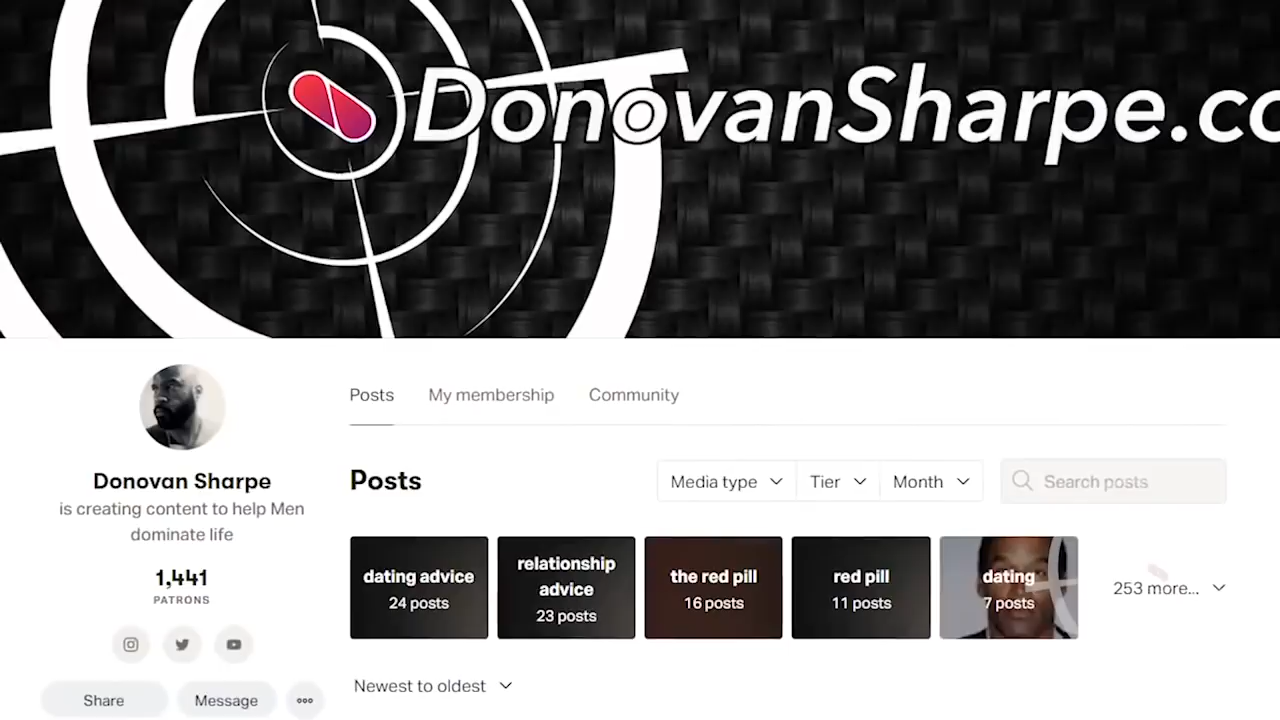 DonovanSharpe.co
Posts
My membership
Community
Donovan Sharpe
is creating content to help Men
dominate life
1,441
PATRONS
Share
Message
Posts
Media type
Tier
Month
Search posts
dating advice
24 posts
relationship
advice
23 posts
the red pill
16 posts
red pill
11 posts
dating
7 posts
253 more...
Newest to oldest